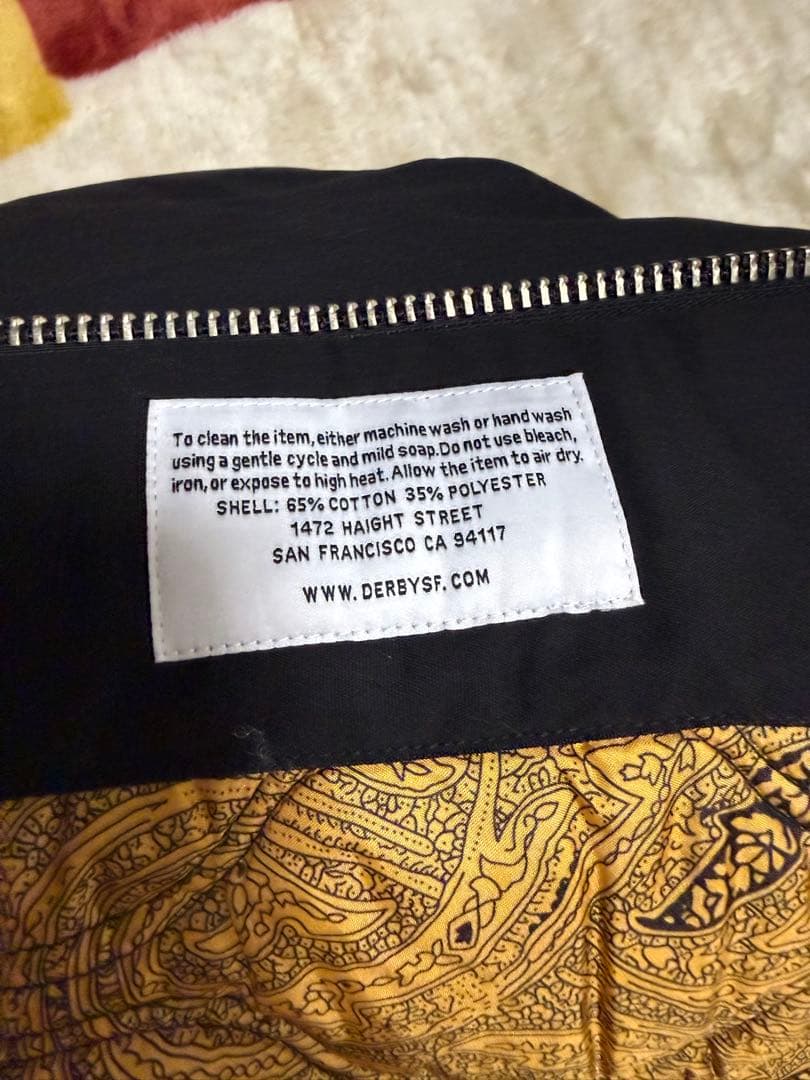 To clean the item, either machine wash or hand wash
using a gentle cycle and mild soap.Do not use bleach,
iron, or expose to high heat. Allow the item to air dry.
SHELL: 65% COTTON 35% POLYESTER
1472 HAIGHT STREET
SAN FRANCISCO CA 94117
WWW.DERBYSF.COM